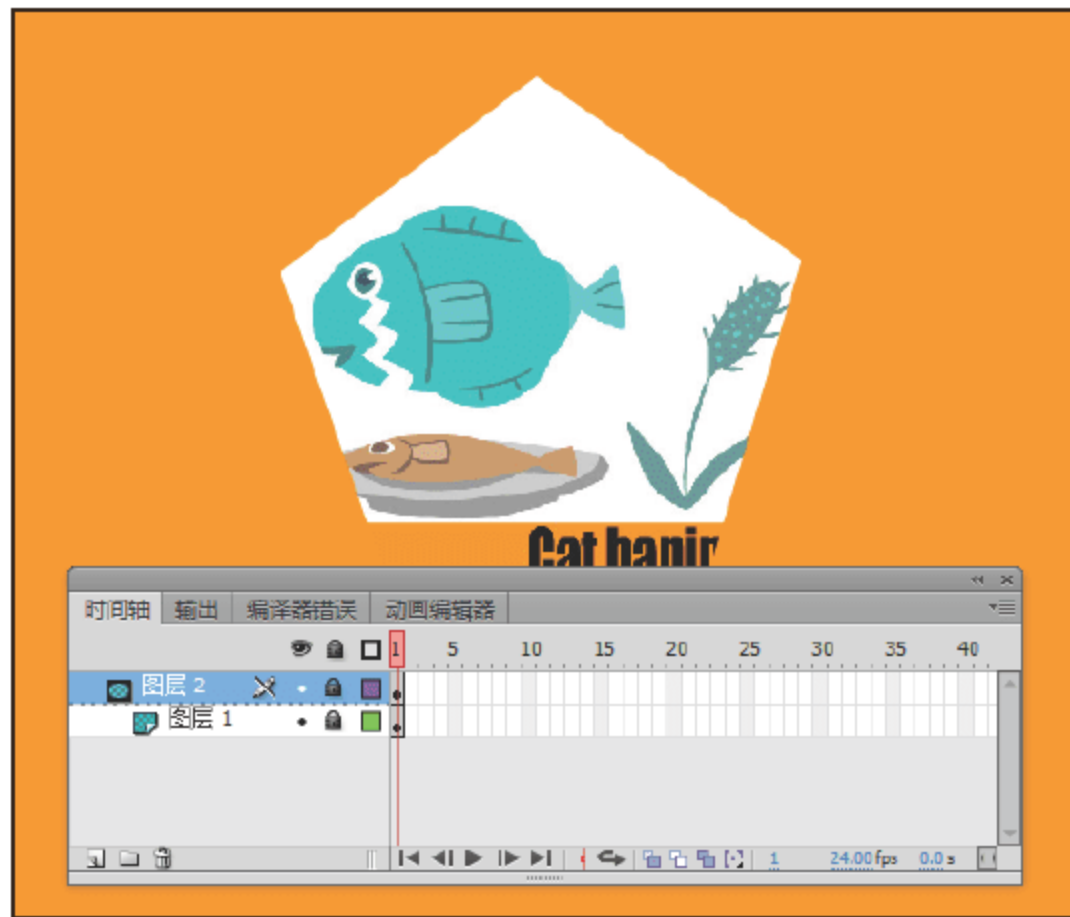 Cat banir
时间轴 输出 编译器错误 动画编辑器
1 5 10 15 20 25 30 35 40
图层 2
图层 1
1 24.00 fps 0.0 s